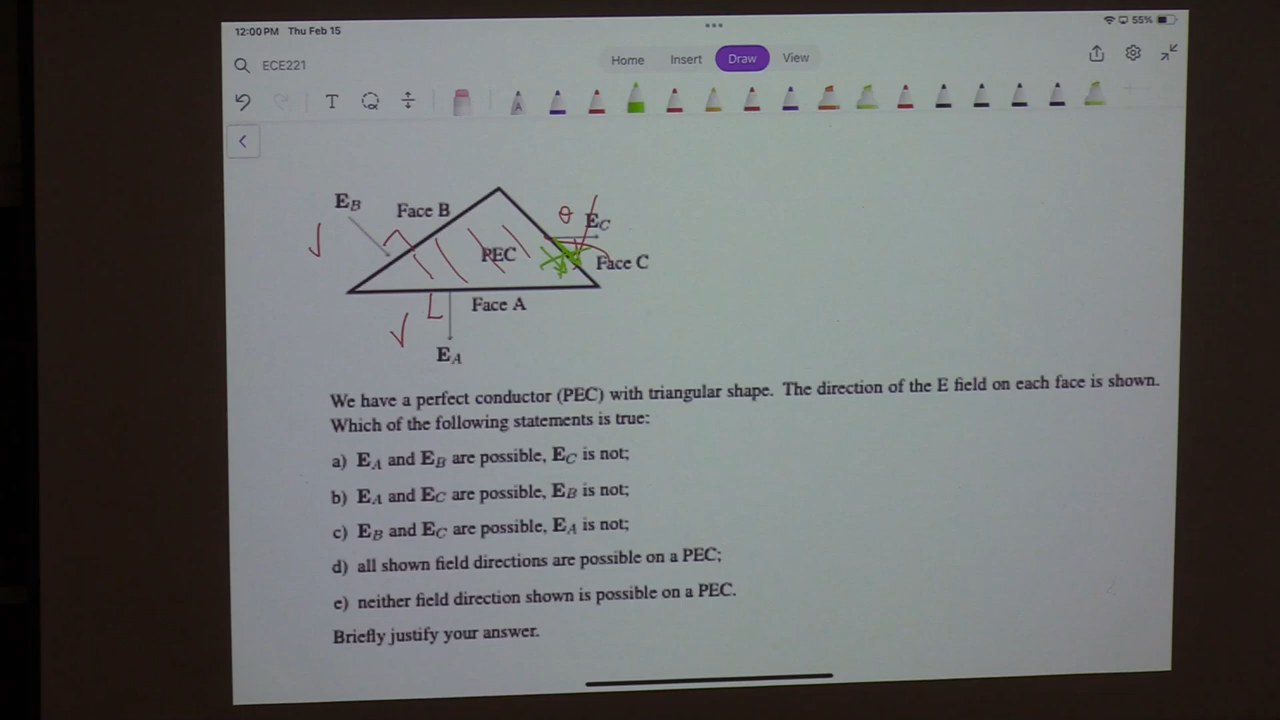 12:00 PM Thu Feb 15
55%
ECE221
Home Insert Draw View
T
A
E_B
Face B
θ
E_C
PEC
Face C
Face A
E_A
We have a perfect conductor (PEC) with triangular shape. The direction of the E field on each face is shown.
Which of the following statements is true:
a) E_A and E_B are possible, E_C is not;
b) E_A and E_C are possible, E_B is not;
c) E_B and E_C are possible, E_A is not;
d) all shown field directions are possible on a PEC;
e) neither field direction shown is possible on a PEC.
Briefly justify your answer.